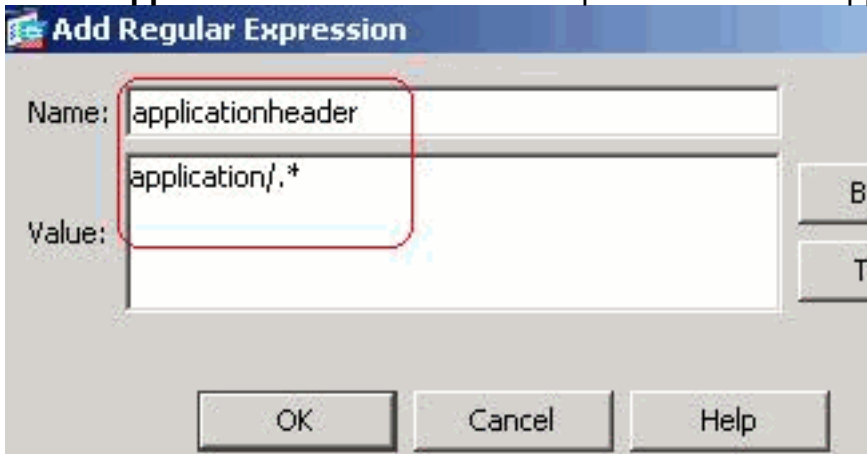 Add Regular Expression
Name: applicationheader
application/.*
Value:
B
T
OK Cancel Help